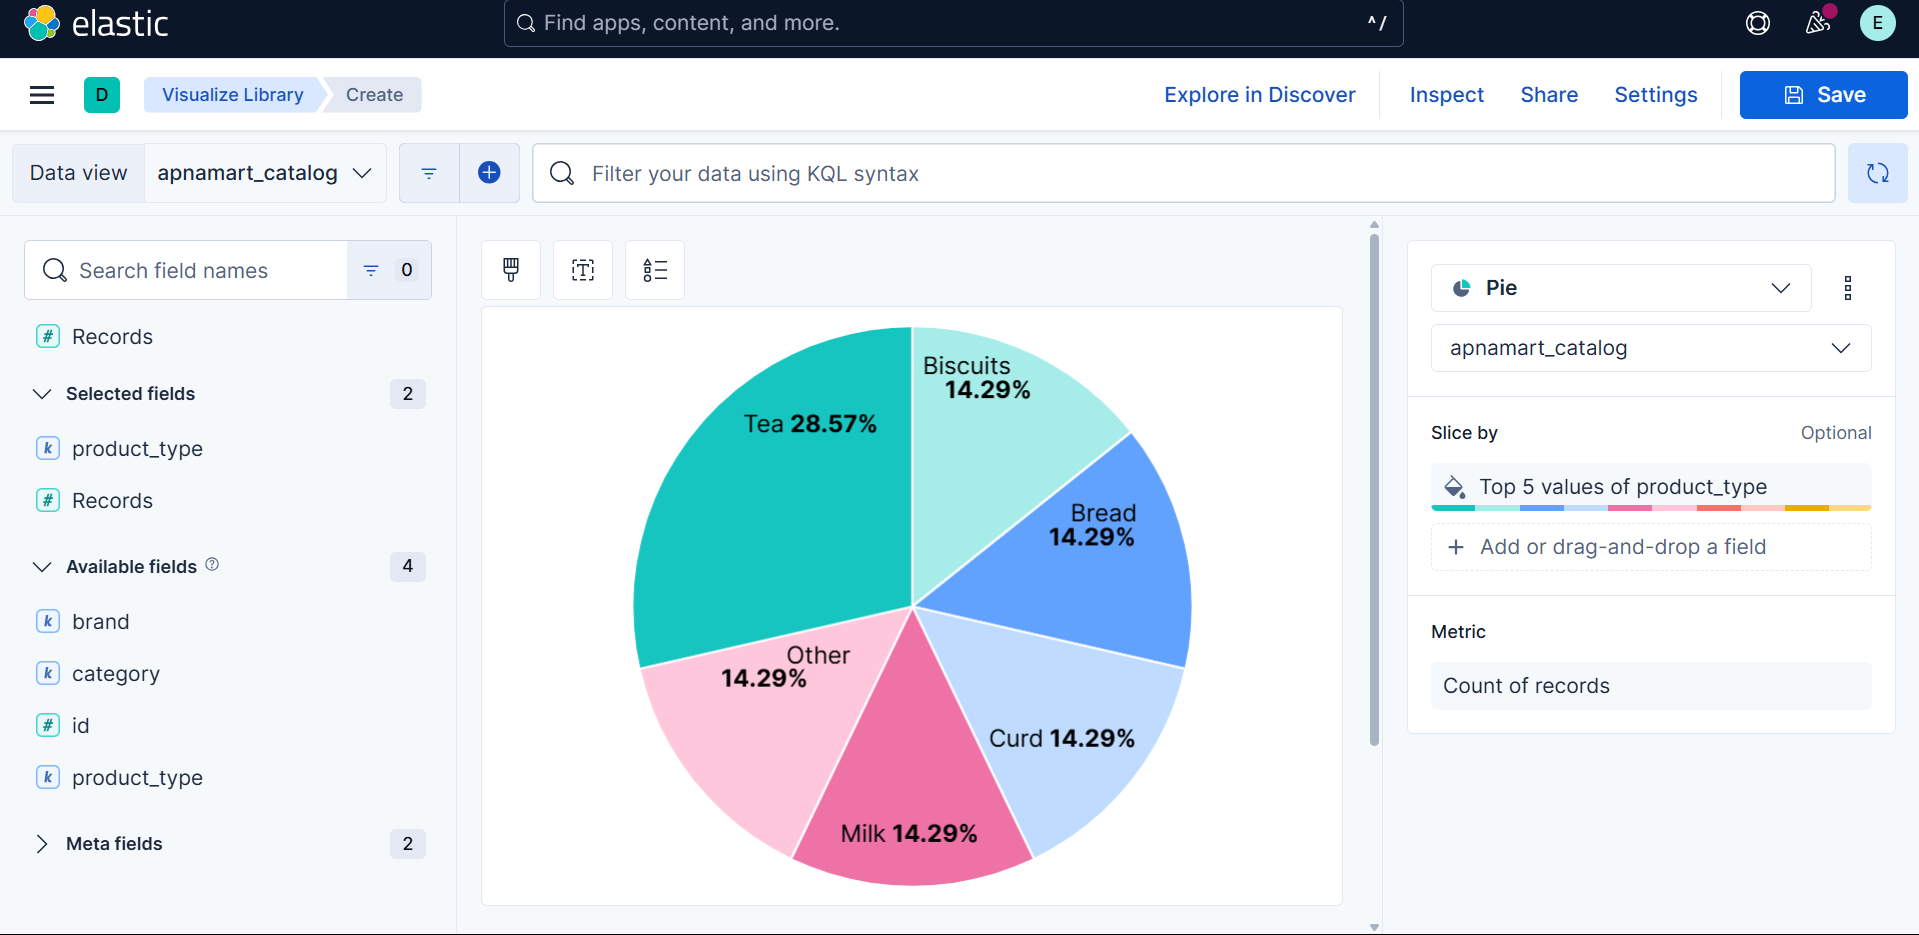 elastic
Find apps, content, and more.
^/
E
D
Visualize Library
Create
Explore in Discover
Inspect
Share
Settings
Save
Data view
apnamart_catalog
Filter your data using KQL syntax
Search field names
0
# Records
Selected fields
2
k product_type
# Records
Available fields ?
4
k brand
k category
# id
k product_type
Meta fields
2
T
Biscuits
14.29%
Tea 28.57%
Bread
14.29%
Other
14.29%
Curd 14.29%
Milk 14.29%
Pie
apnamart_catalog
Slice by
Optional
Top 5 values of product_type
+ Add or drag-and-drop a field
Metric
Count of records